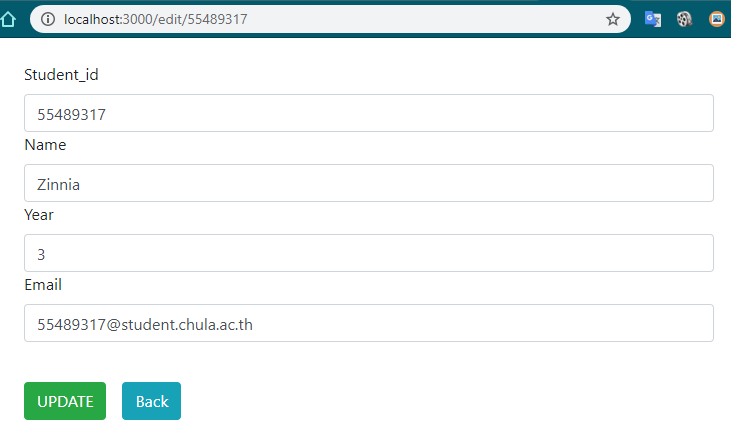 localhost:3000/edit/55489317
Student_id
55489317
Name
Zinnia
Year
3
Email
55489317@student.chula.ac.th
UPDATE Back